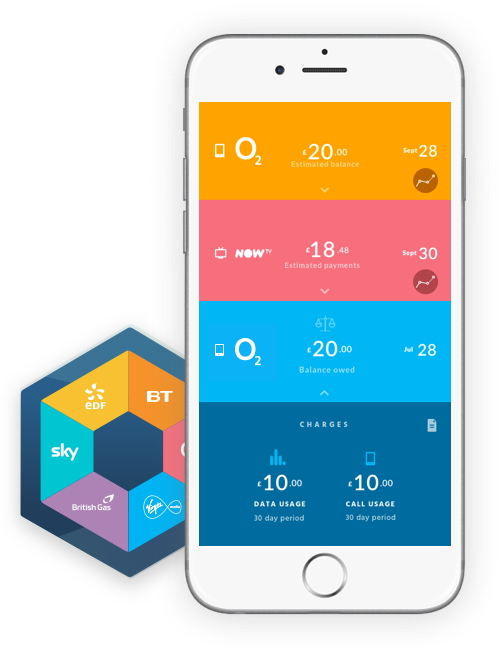 O2
£20.00
Estimated balance
Sept 28
NOW TV
£18.48
Estimated payments
Sept 30
O2
£20.00
Balance owed
Jul 28
CHARGES
£10.00
DATA USAGE
30 day period
£10.00
CALL USAGE
30 day period
eDF
BT
sky
British Gas
Virgin media